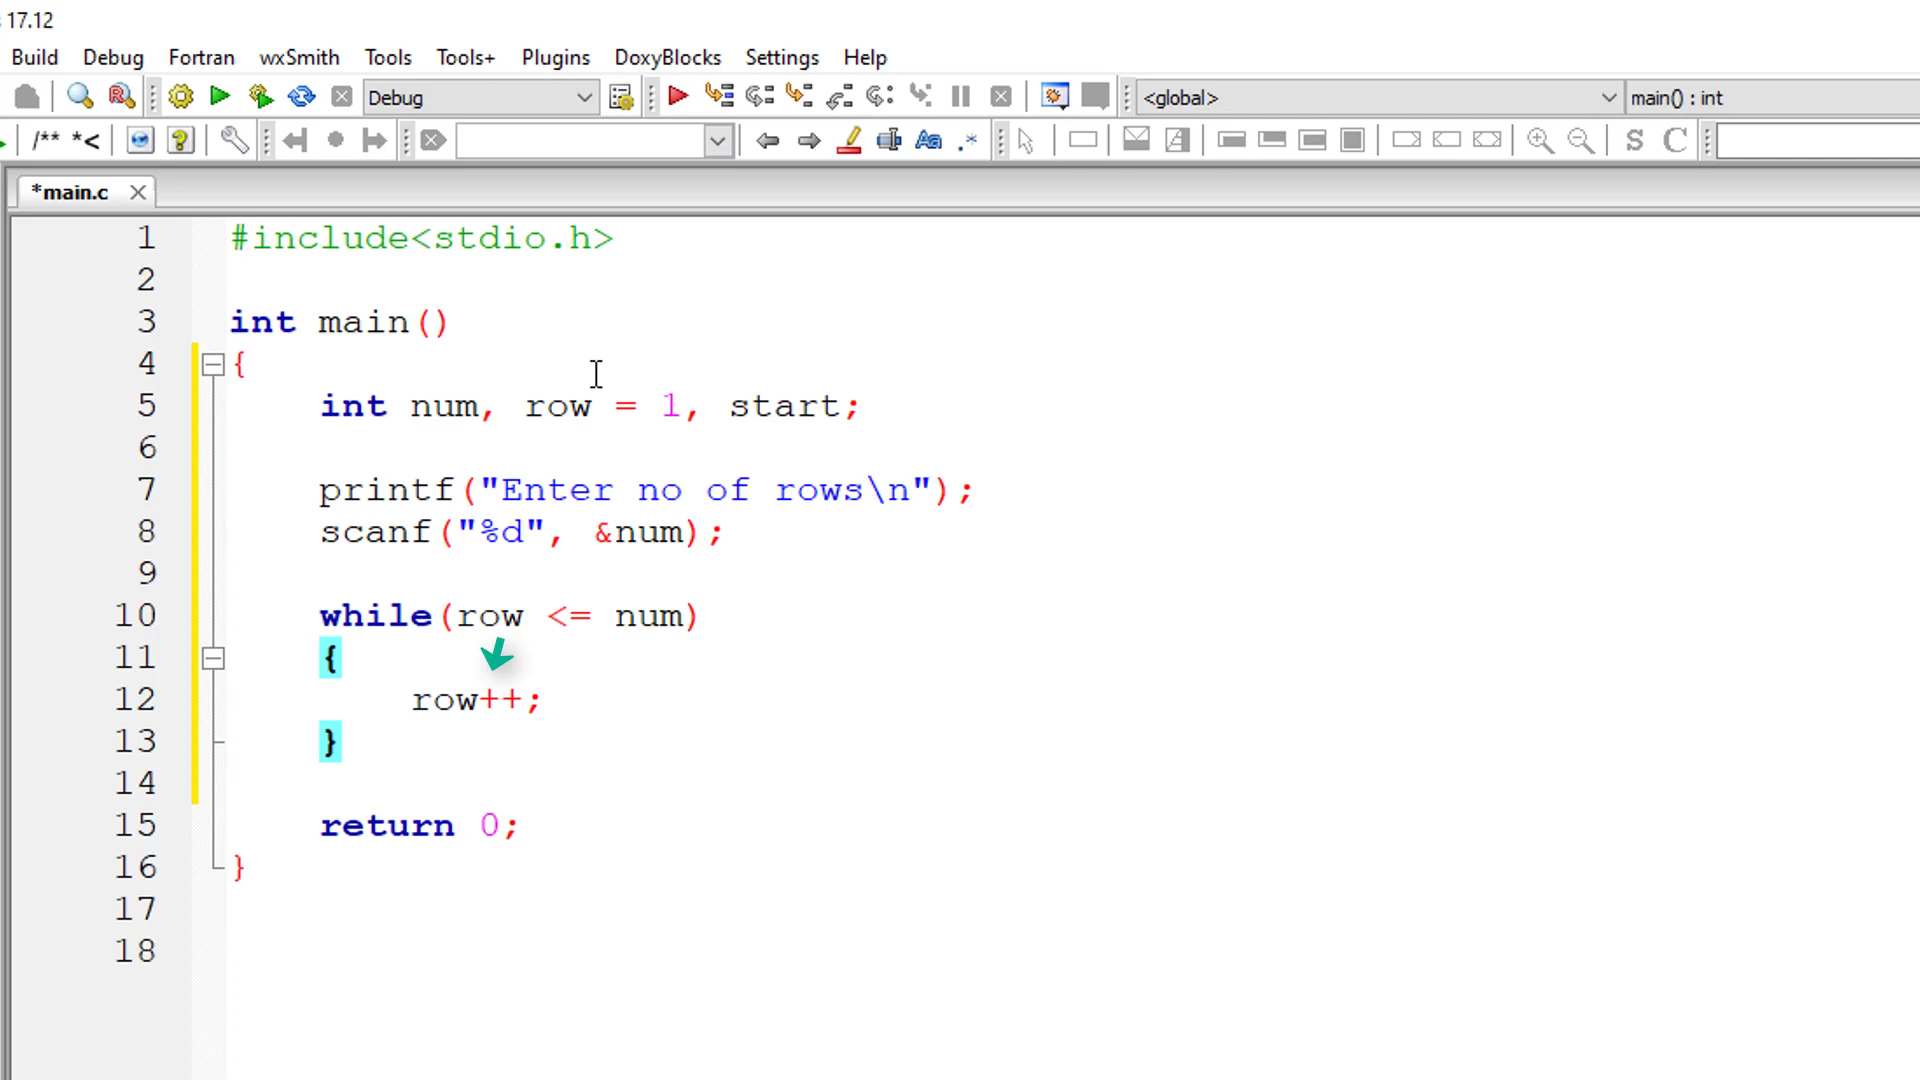 17.12
Build Debug Fortran wxSmith Tools Tools+ Plugins DoxyBlocks Settings Help
Debug <global> main() : int
/** *< Aa .* S C
*main.c
1 #include<stdio.h>
2
3 int main()
4 {
5 int num, row = 1, start;
6
7 printf("Enter no of rows\n");
8 scanf("%d", &num);
9
10 while(row <= num)
11 {
12 row++;
13 }
14
15 return 0;
16 }
17
18